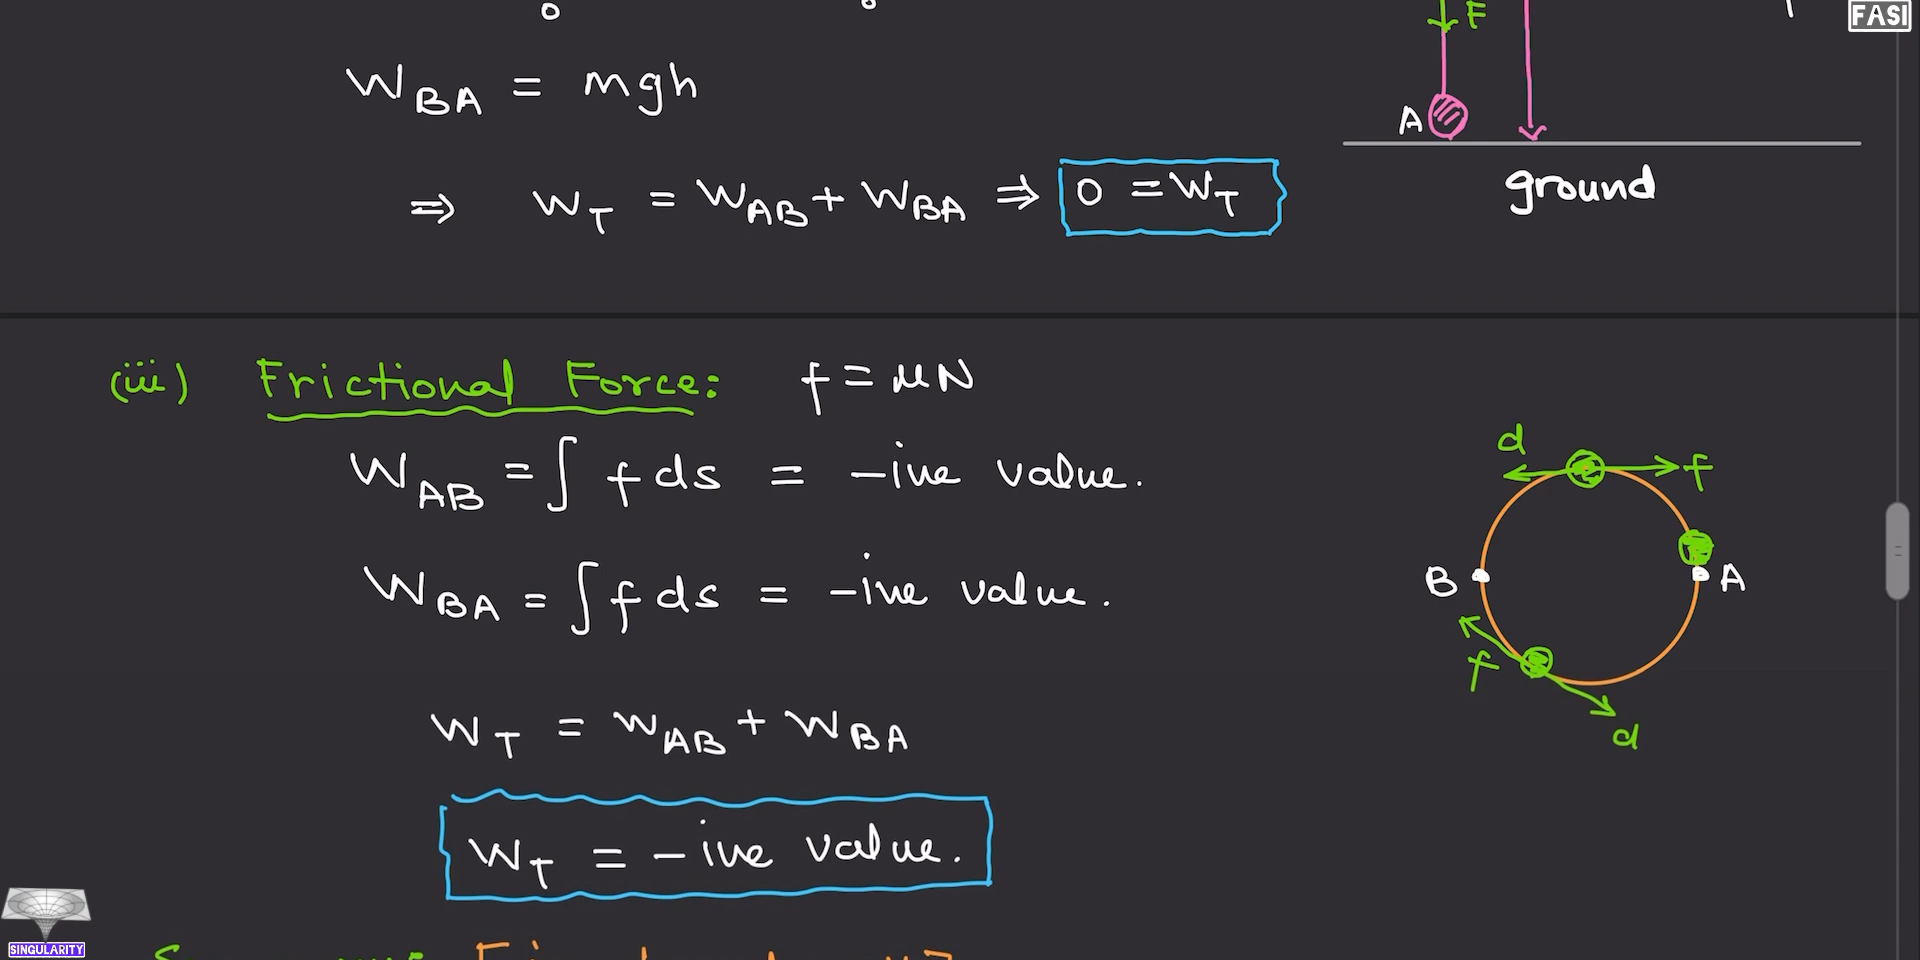 FASI
F
W_BA = mgh
A
⇒ W_T = W_AB + W_BA ⇒ 0 = W_T
ground
(iii) Frictional Force: f = μN
W_AB = ∫ f ds = -ive value.
d f
W_BA = ∫ f ds = -ive value.
B A
f
d
W_T = W_AB + W_BA
W_T = -ive value.
SINGULARITY